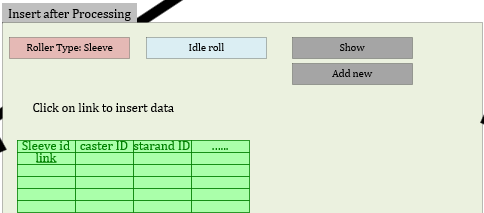 Insert after Processing
Roller Type: Sleeve Idle roll Show
Add new
Click on link to insert data
Sleeve id caster ID starand ID ......
link